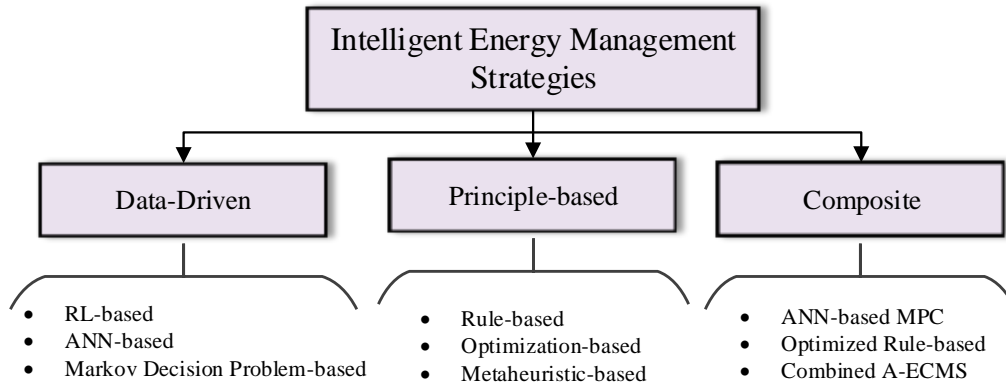 Intelligent Energy Management
Strategies
Data-Driven
Principle-based
Composite
• RL-based
• ANN-based
• Markov Decision Problem-based
• Rule-based
• Optimization-based
• Metaheuristic-based
• ANN-based MPC
• Optimized Rule-based
• Combined A-ECMS